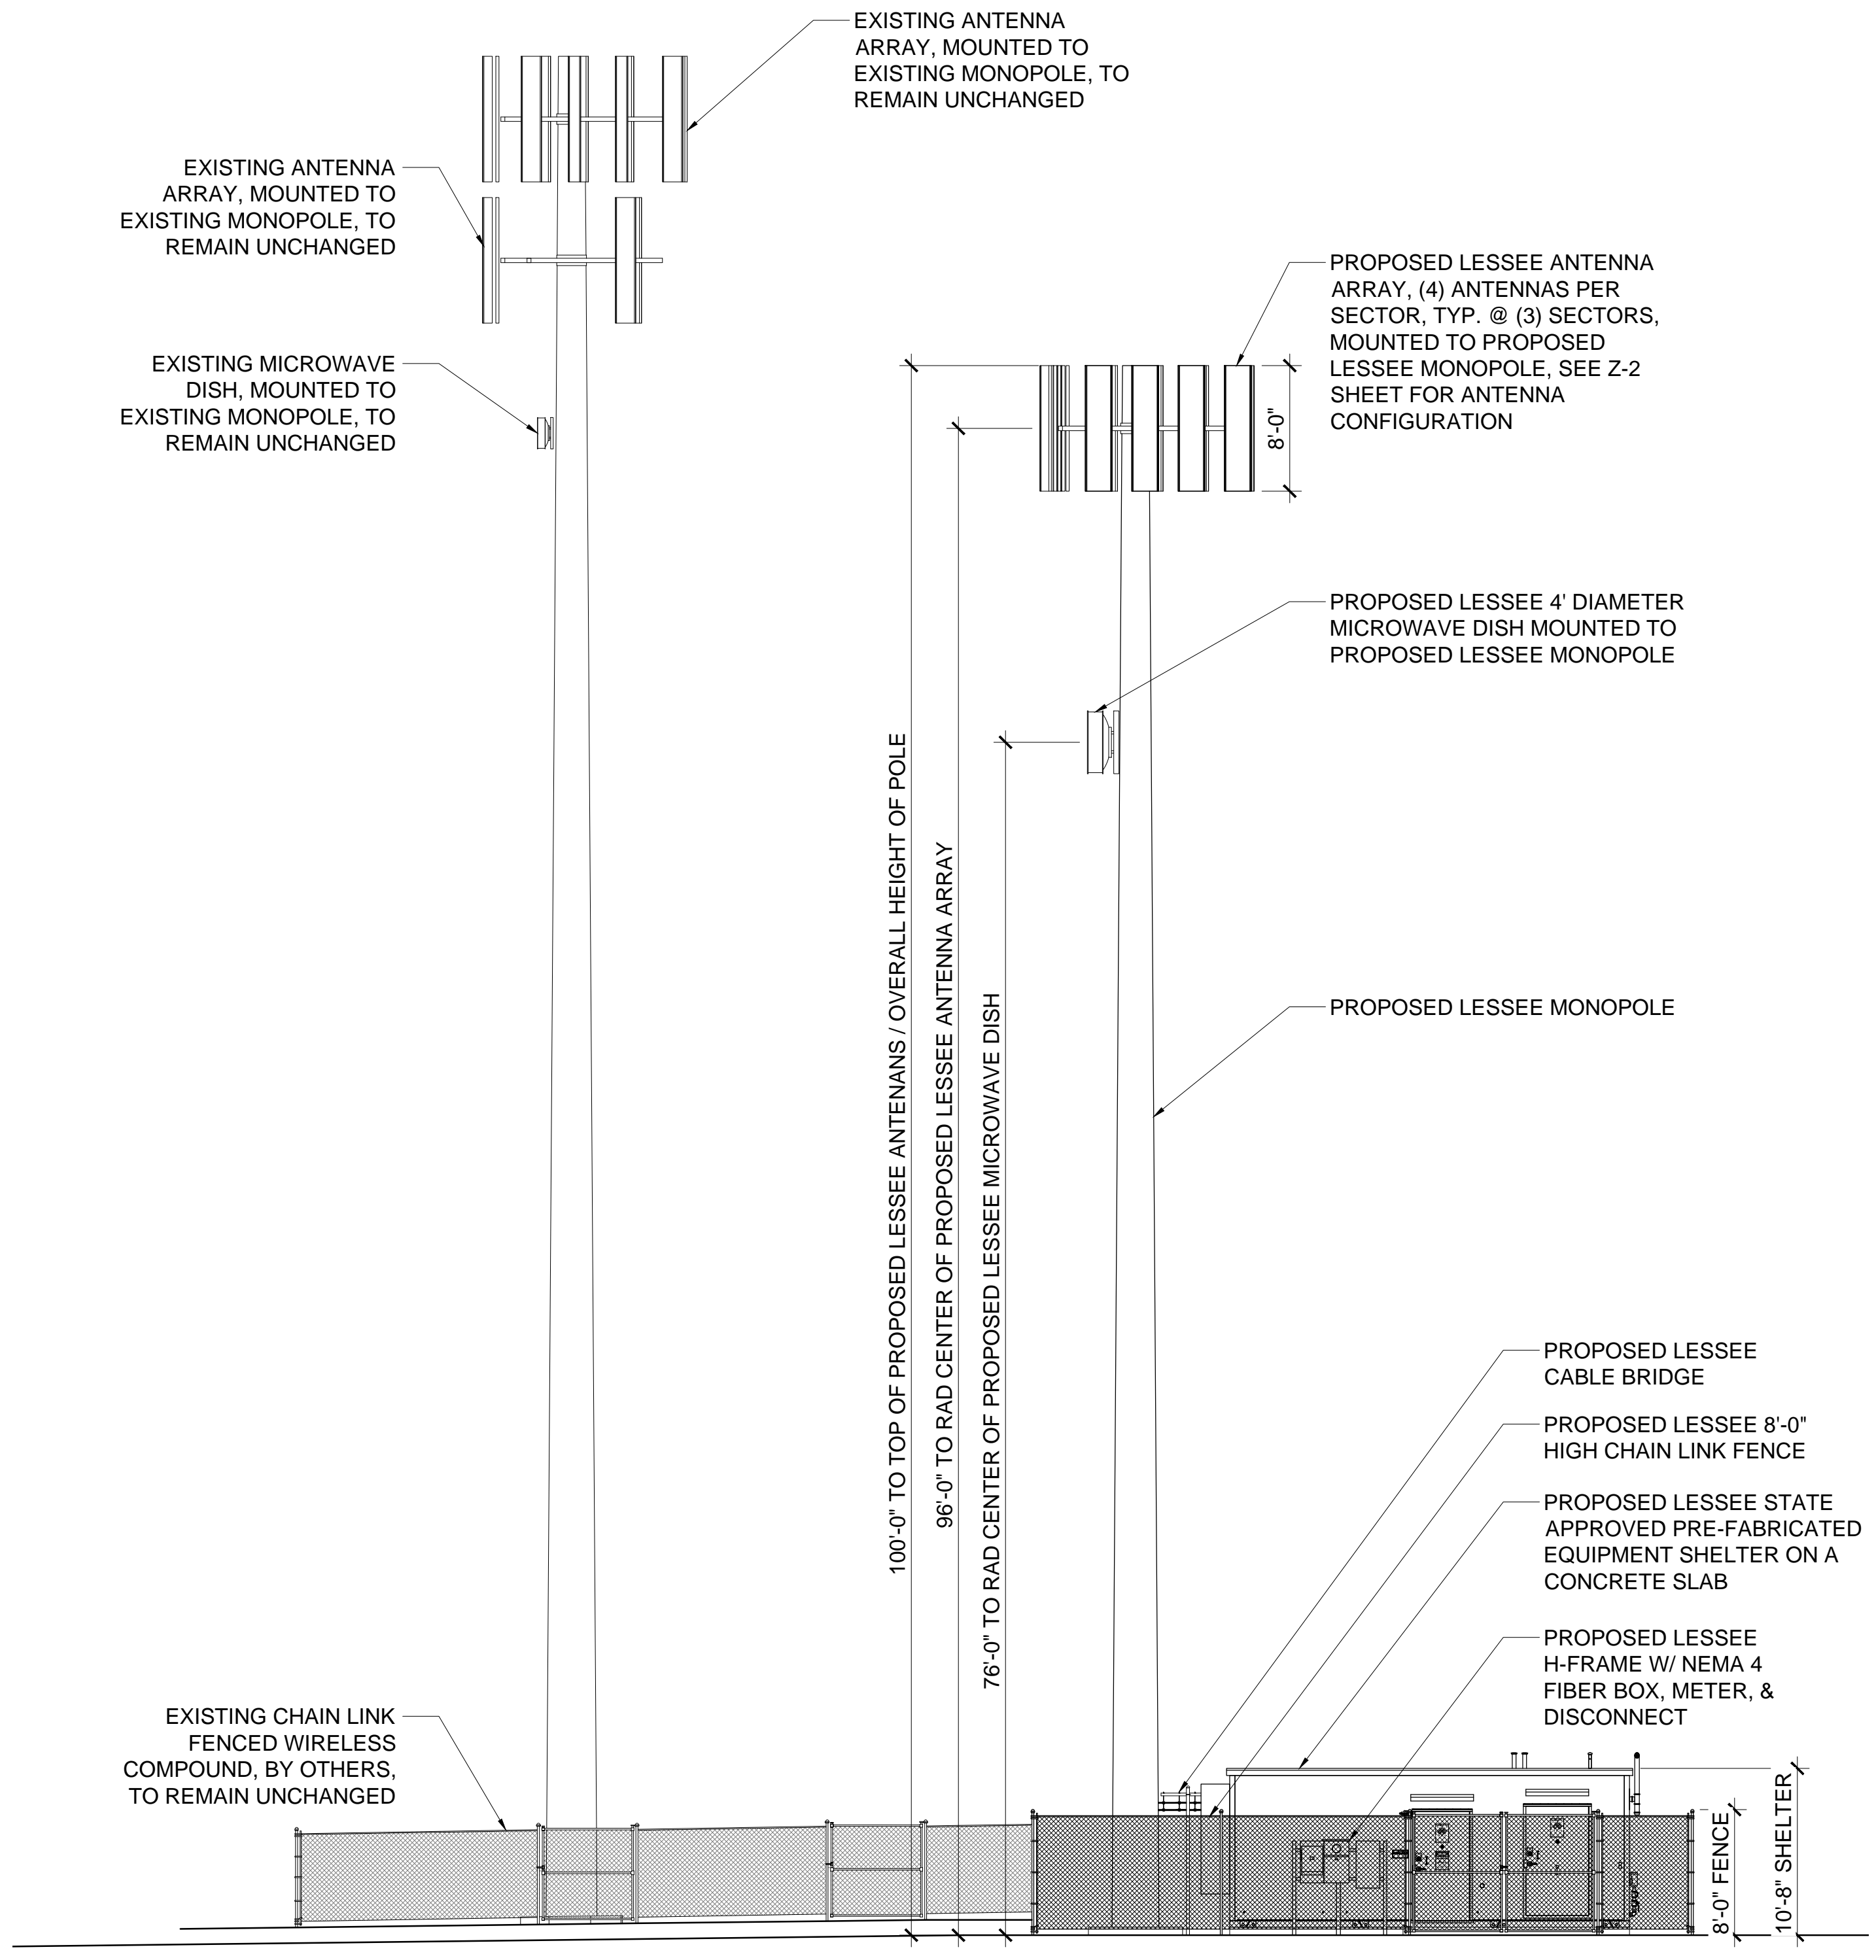 EXISTING ANTENNA
ARRAY, MOUNTED TO
EXISTING MONOPOLE, TO
REMAIN UNCHANGED
EXISTING ANTENNA
ARRAY, MOUNTED TO
EXISTING MONOPOLE, TO
REMAIN UNCHANGED
PROPOSED LESSEE ANTENNA
ARRAY, (4) ANTENNAS PER
SECTOR, TYP. @ (3) SECTORS,
MOUNTED TO PROPOSED
LESSEE MONOPOLE, SEE Z-2
SHEET FOR ANTENNA
CONFIGURATION
EXISTING MICROWAVE
DISH, MOUNTED TO
EXISTING MONOPOLE, TO
REMAIN UNCHANGED
8'-0"
PROPOSED LESSEE 4' DIAMETER
MICROWAVE DISH MOUNTED TO
PROPOSED LESSEE MONOPOLE
100'-0" TO TOP OF PROPOSED LESSEE ANTENANS / OVERALL HEIGHT OF POLE
96'-0" TO RAD CENTER OF PROPOSED LESSEE ANTENNA ARRAY
76'-0" TO RAD CENTER OF PROPOSED LESSEE MICROWAVE DISH
PROPOSED LESSEE MONOPOLE
PROPOSED LESSEE
CABLE BRIDGE
PROPOSED LESSEE 8'-0"
HIGH CHAIN LINK FENCE
PROPOSED LESSEE STATE
APPROVED PRE-FABRICATED
EQUIPMENT SHELTER ON A
CONCRETE SLAB
PROPOSED LESSEE
H-FRAME W/ NEMA 4
FIBER BOX, METER, &
DISCONNECT
EXISTING CHAIN LINK
FENCED WIRELESS
COMPOUND, BY OTHERS,
TO REMAIN UNCHANGED
8'-0" FENCE
10'-8" SHELTER